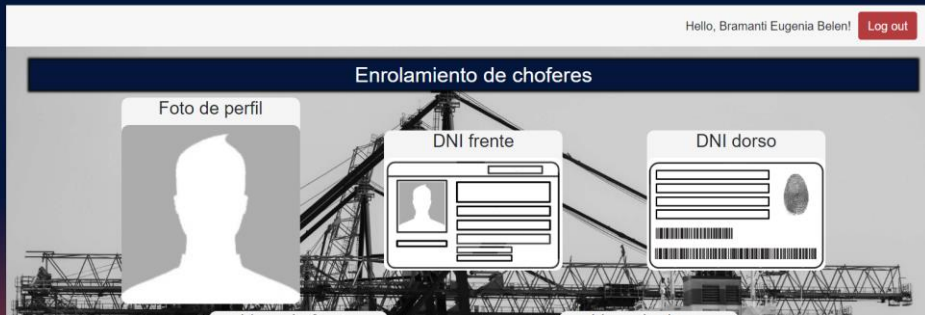 Hello, Bramanti Eugenia Belen! Log out
Enrolamiento de choferes
Foto de perfil
DNI frente
DNI dorso